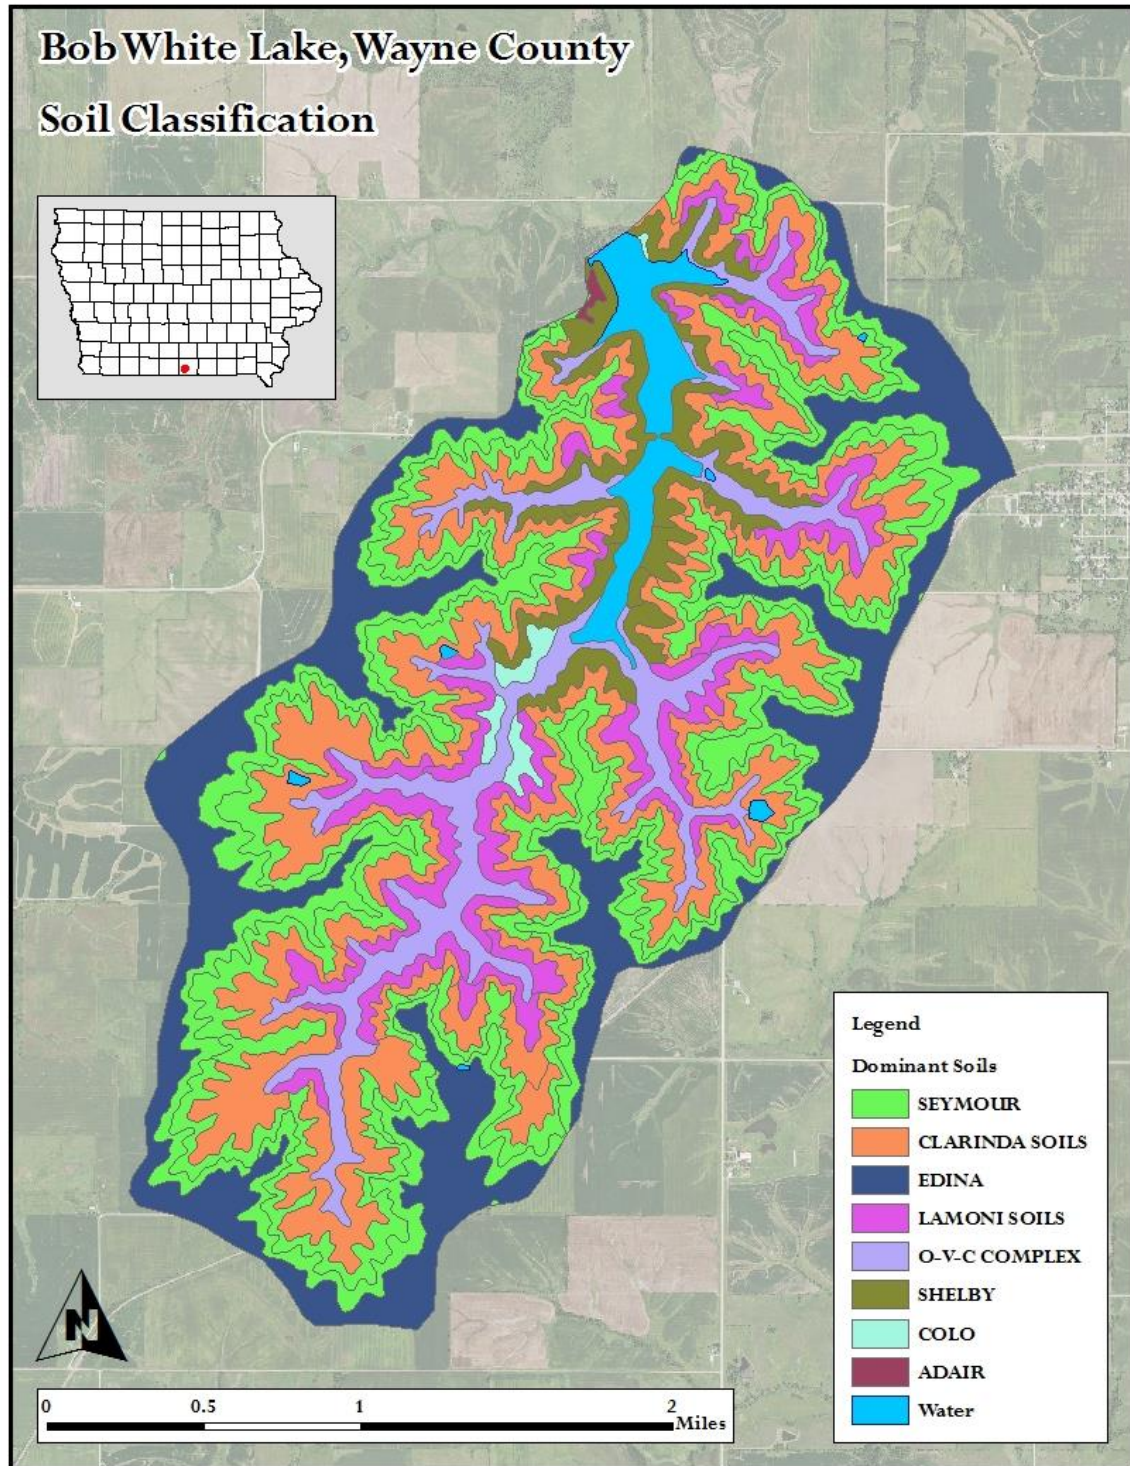 Bob White Lake, Wayne County
Soil Classification
Legend
Dominant Soils
SEYMOUR
CLARINDA SOILS
EDINA
LAMONI SOILS
O-V-C COMPLEX
SHELBY
COLO
ADAIR
Water
N
0 0.5 1 2
Miles